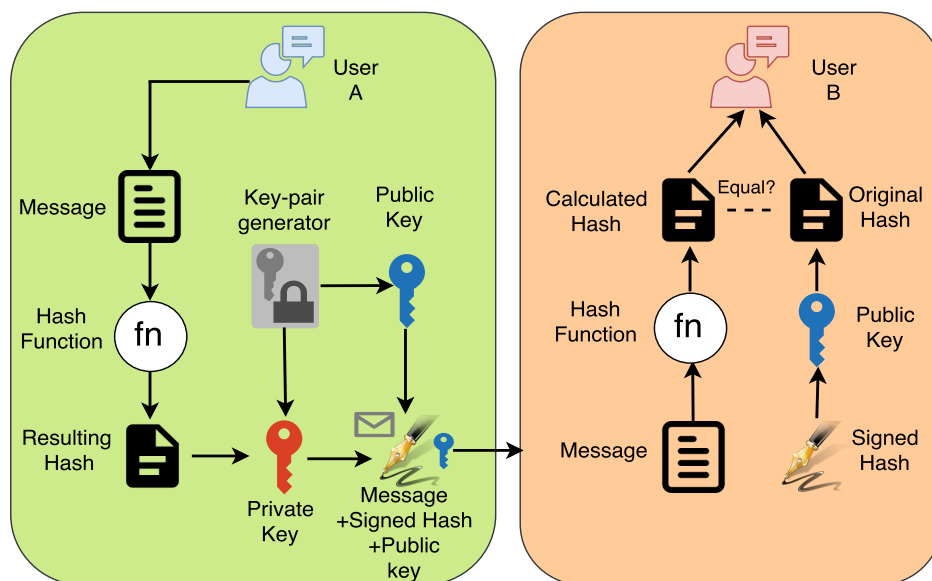 User
A
Message
Key-pair
generator
Public
Key
Hash
Function
fn
Resulting
Hash
Private
Key
Message
+Signed Hash
+Public
key
User
B
Calculated
Hash
Equal?
Original
Hash
Hash
Function
fn
Public
Key
Message
Signed
Hash